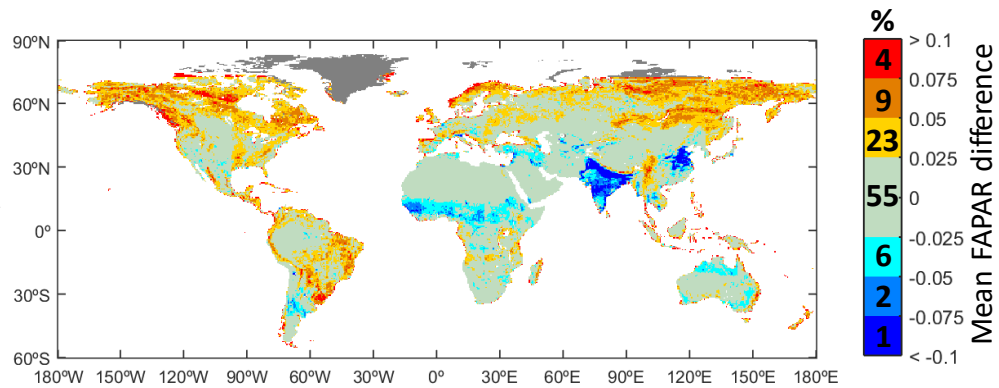 %
90ºN
60ºN
30ºN
0º
30ºS
60ºS
180ºW 150ºW 120ºW 90ºW 60ºW 30ºW 0º 30ºE 60ºE 90ºE 120ºE 150ºE 180ºE
4
9
23
55
6
2
1
> 0.1
0.075
0.05
0.025
0
-0.025
-0.05
-0.075
< -0.1
Mean FAPAR difference